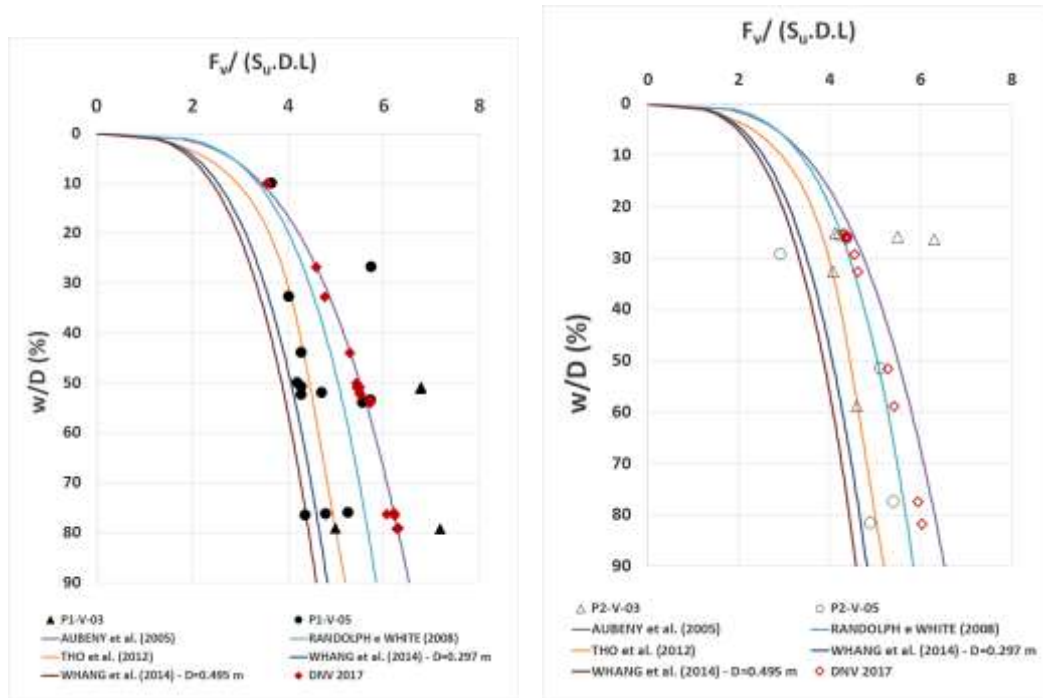 Fv/ (Su.D.L)
0 2 4 6 8
0
10
20
30
40
50
60
70
80
90
w/D (%)
▲ P1-V-03 ● P1-V-05
AUBENY et al. (2005) RANDOLPH e WHITE (2008)
THO et al. (2012) WHANG et al. (2014) - D=0.297 m
WHANG et al. (2014) - D=0.495 m ◆ DNV 2017
Fv/ (Su.D.L)
0 2 4 6 8
0
10
20
30
40
50
60
70
80
90
w/D (%)
△ P2-V-03 ○ P2-V-05
AUBENY et al. (2005) RANDOLPH e WHITE (2008)
THO et al. (2012) WHANG et al. (2014) - D=0.297 m
WHANG et al. (2014) - D=0.495 m ◇ DNV 2017